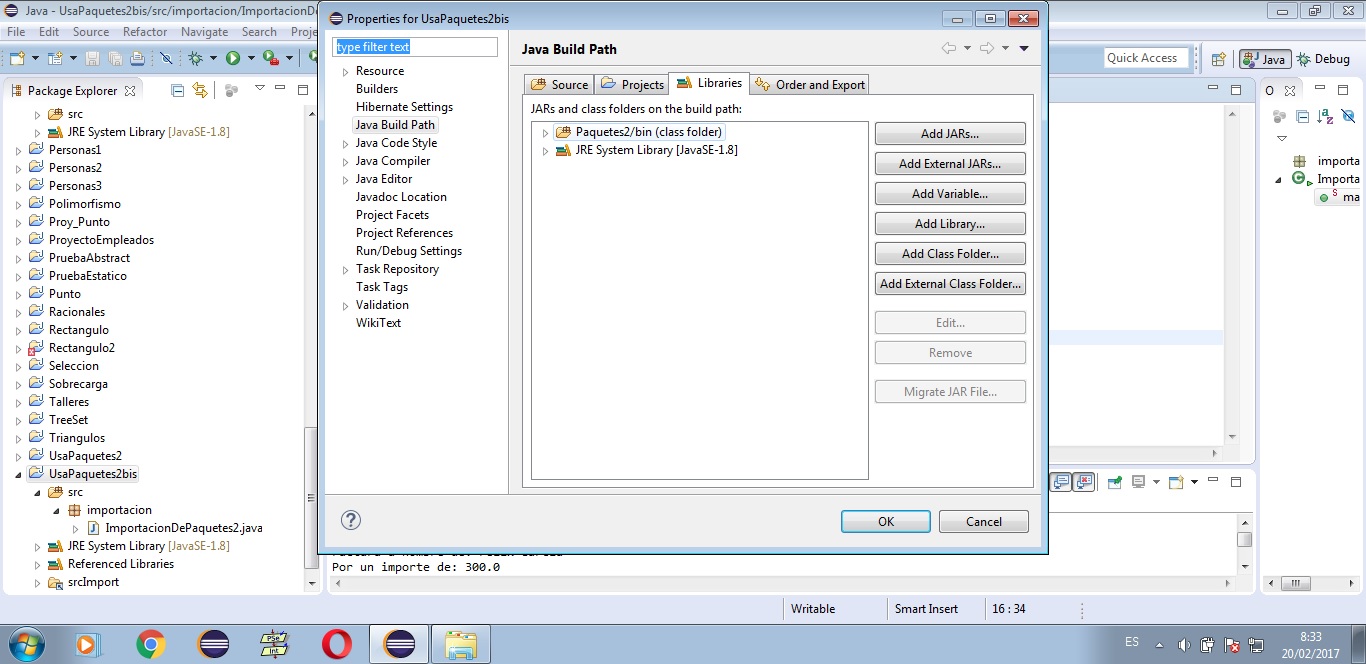 Java - UsaPaquetes2bis/src/importacion/ImportacionDe
File Edit Source Refactor Navigate Search Proje
Quick Access
Java
Debug
Package Explorer
src
JRE System Library [JavaSE-1.8]
Personas1
Personas2
Personas3
Polimorfismo
Proy_Punto
ProyectoEmpleados
PruebaAbstract
PruebaEstatico
Punto
Racionales
Rectangulo
Rectangulo2
Seleccion
Sobrecarga
Talleres
TreeSet
Triangulos
UsaPaquetes2
UsaPaquetes2bis
src
importacion
ImportacionDePaquetes2.java
JRE System Library [JavaSE-1.8]
Referenced Libraries
srcImport
Properties for UsaPaquetes2bis
type filter text
Resource
Builders
Hibernate Settings
Java Build Path
Java Code Style
Java Compiler
Java Editor
Javadoc Location
Project Facets
Project References
Run/Debug Settings
Task Repository
Task Tags
Validation
WikiText
Java Build Path
Source
Projects
Libraries
Order and Export
JARs and class folders on the build path:
Paquetes2/bin (class folder)
JRE System Library [JavaSE-1.8]
Add JARs...
Add External JARs...
Add Variable...
Add Library...
Add Class Folder...
Add External Class Folder...
Edit...
Remove
Migrate JAR File...
OK
Cancel
O
importa
Importa
S ma
Por un importe de: 300.0
Writable
Smart Insert
16 : 34
PSe
Int
ES
8:33
20/02/2017